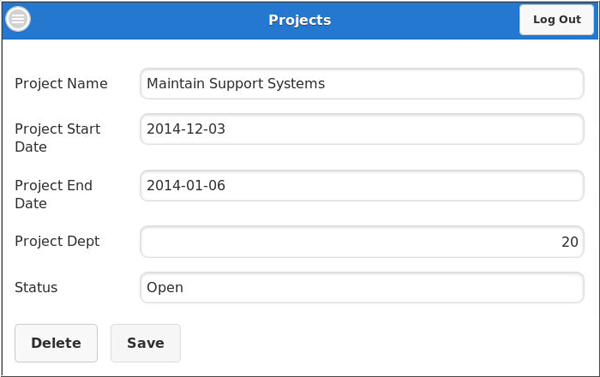 Projects
Log Out
Project Name
Maintain Support Systems
Project Start
Date
2014-12-03
Project End
Date
2014-01-06
Project Dept
20
Status
Open
Delete
Save